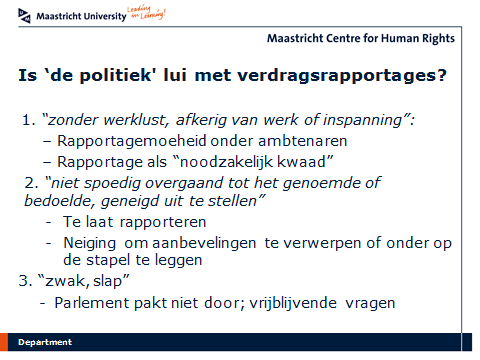 Maastricht University
Leading in Learning!
Maastricht Centre for Human Rights
Is ‘de politiek' lui met verdragsrapportages?
1. “zonder werklust, afkerig van werk of inspanning”:
– Rapportagemoeheid onder ambtenaren
– Rapportage als “noodzakelijk kwaad”
2. “niet spoedig overgaand tot het genoemde of
bedoelde, geneigd uit te stellen”
- Te laat rapporteren
- Neiging om aanbevelingen te verwerpen of onder op
de stapel te leggen
3. “zwak, slap”
- Parlement pakt niet door; vrijblijvende vragen
Department